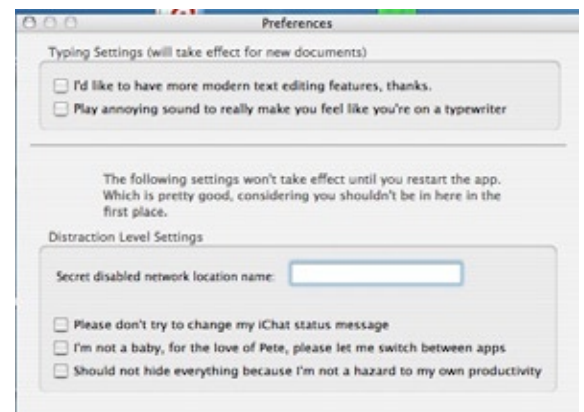 Preferences
Typing Settings (will take effect for new documents)
I'd like to have more modern text editing features, thanks.
Play annoying sound to really make you feel like you're on a typewriter
The following settings won't take effect until you restart the app.
Which is pretty good, considering you shouldn't be in here in the
first place.
Distraction Level Settings
Secret disabled network location name:
Please don't try to change my iChat status message
I'm not a baby, for the love of Pete, please let me switch between apps
Should not hide everything because I'm not a hazard to my own productivity